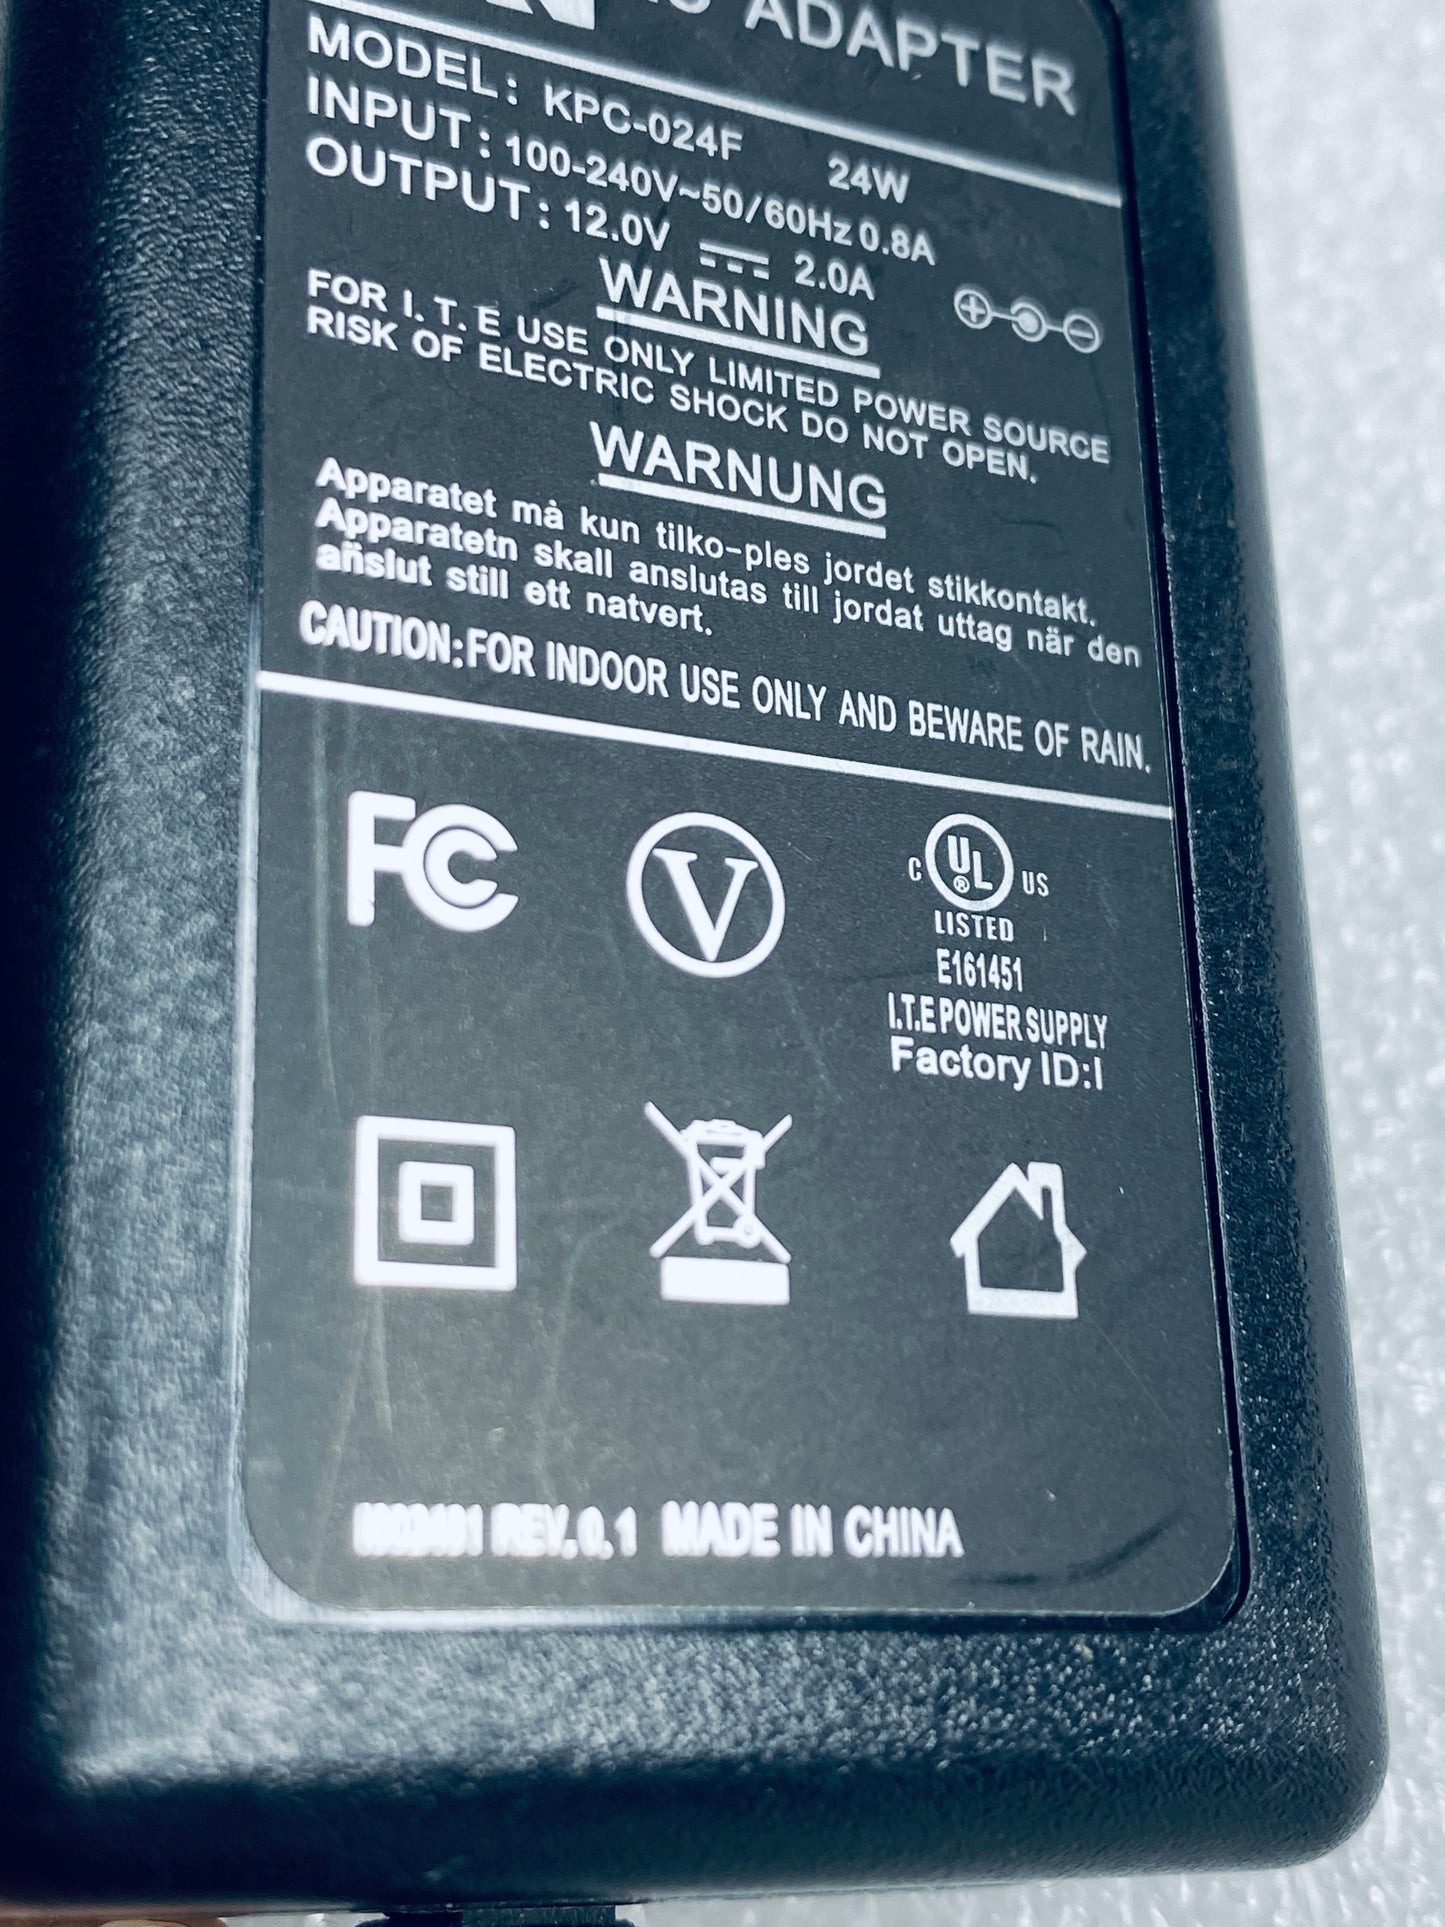 ADAPTER
MODEL: KPC-024F 24W
INPUT: 100-240V~50/60Hz 0.8A
OUTPUT: 12.0V 2.0A
WARNING
FOR I.T.E USE ONLY LIMITED POWER SOURCE
RISK OF ELECTRIC SHOCK DO NOT OPEN.
WARNUNG
Apparatet må kun tilko-ples jordet stikkontakt.
Apparatetn skall anslutas till jordat uttag när den
añslut still ett natvert.
CAUTION:FOR INDOOR USE ONLY AND BEWARE OF RAIN.
FC
V
C UL® US
LISTED
E161451
I.T.E POWER SUPPLY
Factory ID:I
REV.0.1 MADE IN CHINA